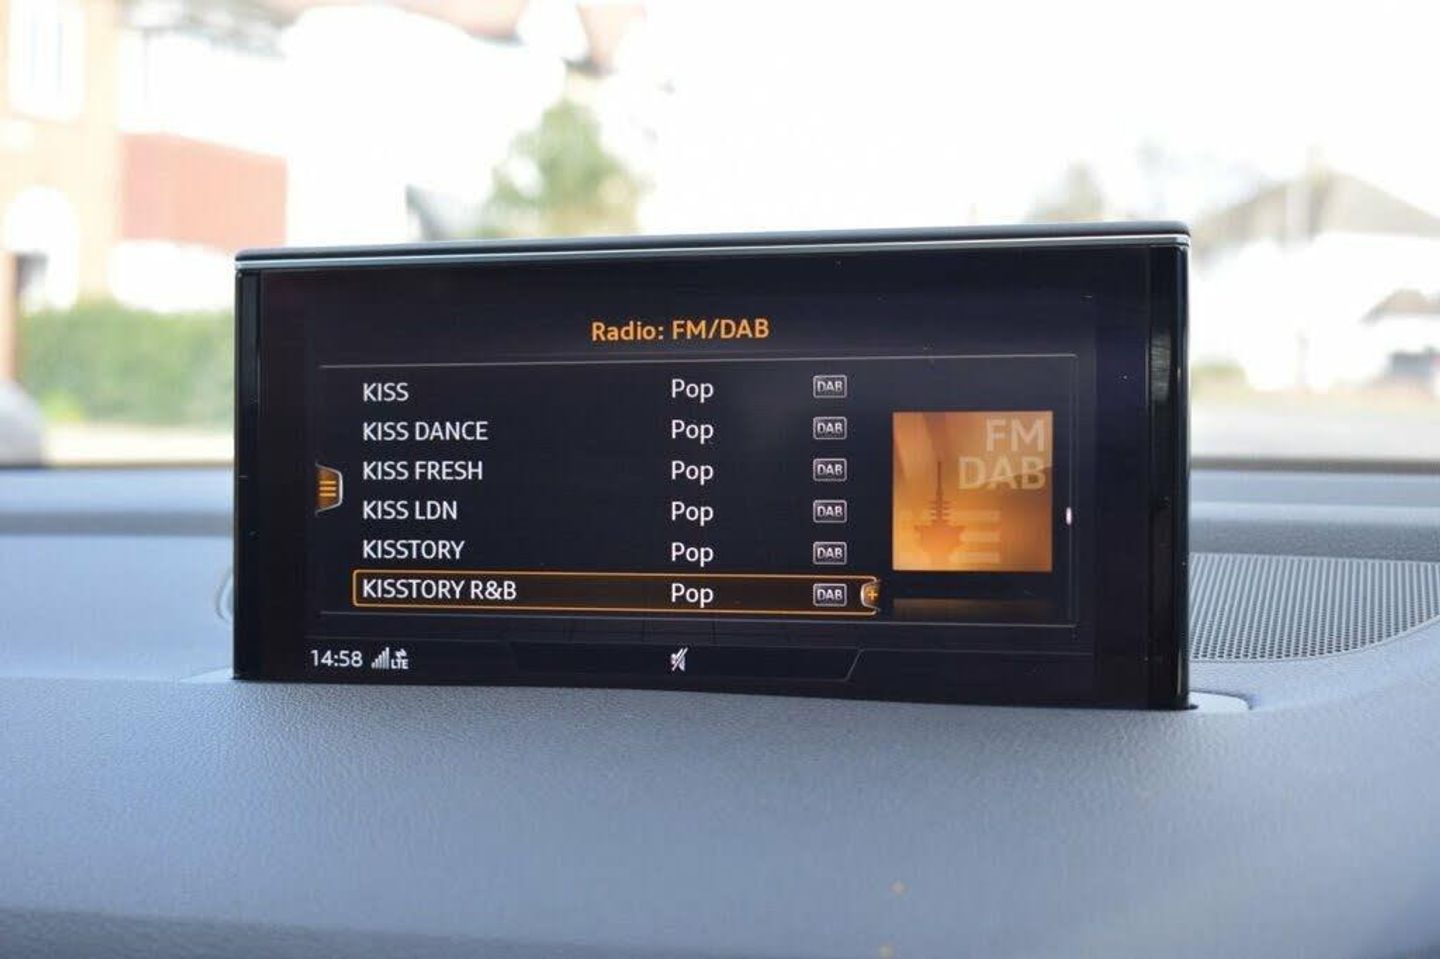 Radio: FM/DAB
KISS Pop DAB
KISS DANCE Pop DAB
KISS FRESH Pop DAB
KISS LDN Pop DAB
KISSTORY Pop DAB
KISSTORY R&B Pop DAB +
FM
DAB
14:58 LTE